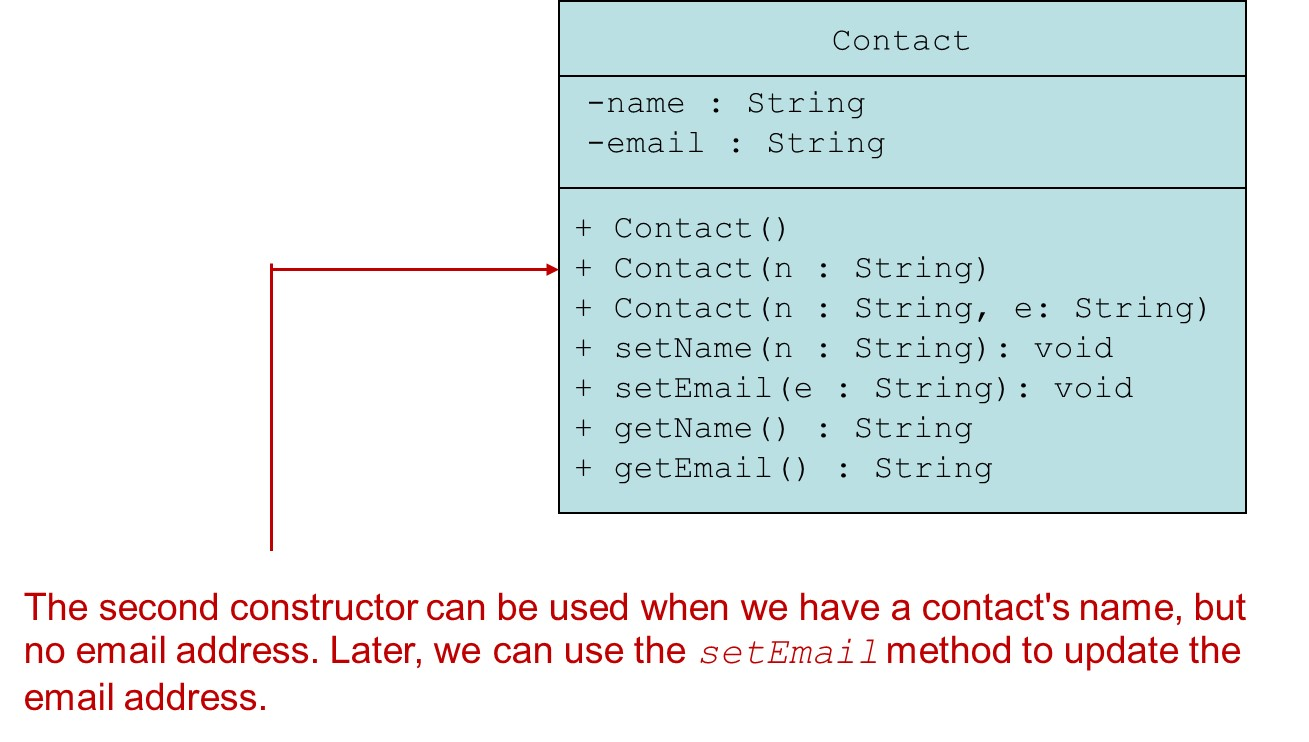 Contact
-name : String
-email : String
+ Contact()
+ Contact(n : String)
+ Contact(n : String, e: String)
+ setName(n : String): void
+ setEmail(e : String): void
+ getName() : String
+ getEmail() : String
The second constructor can be used when we have a contact's name, but
no email address. Later, we can use the setEmail method to update the
email address.